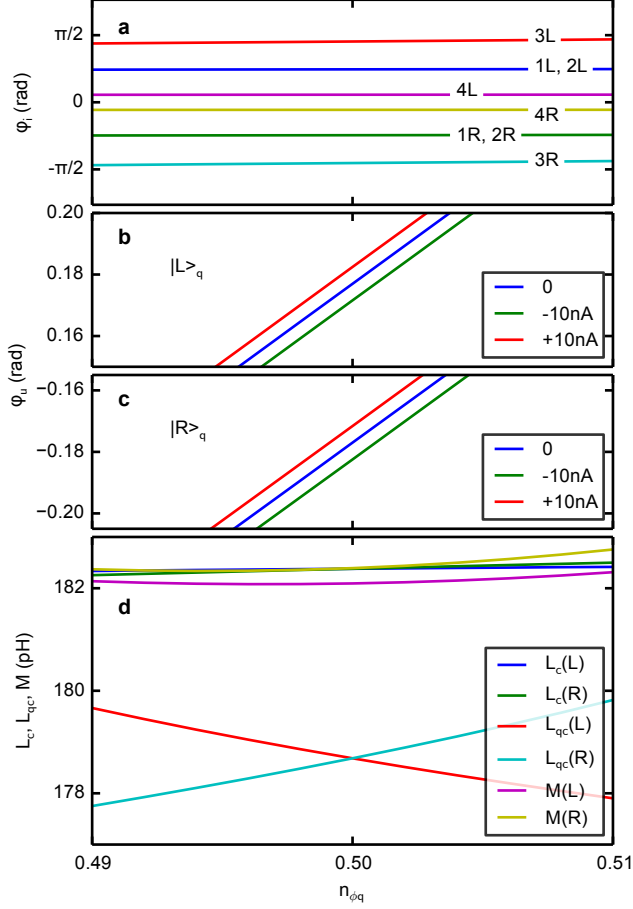 a
φi (rad)
π/2
0
-π/2
3L
1L, 2L
4L
4R
1R, 2R
3R
b
φu (rad)
0.20
0.18
0.16
|L>q
0
-10nA
+10nA
c
−0.16
−0.18
−0.20
|R>q
0
-10nA
+10nA
d
Lc, Lqc, M (pH)
182
180
178
Lc(L)
Lc(R)
Lqc(L)
Lqc(R)
M(L)
M(R)
0.49 0.50 0.51
nϕq